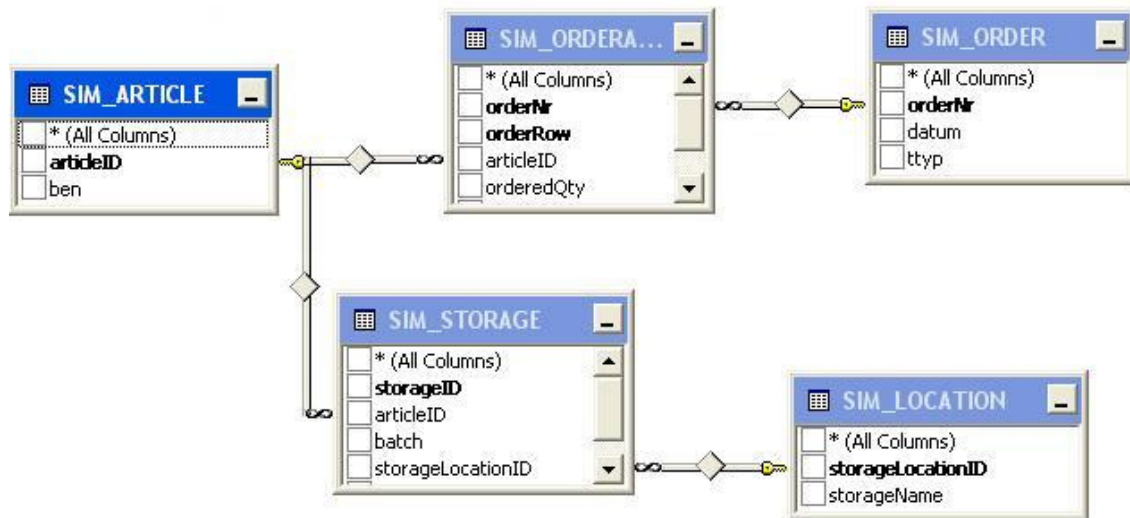 SIM_ARTICLE
* (All Columns)
articleID
ben
SIM_ORDERA...
* (All Columns)
orderNr
orderRow
articleID
orderedQty
SIM_ORDER
* (All Columns)
orderNr
datum
ttyp
SIM_STORAGE
* (All Columns)
storageID
articleID
batch
storageLocationID
SIM_LOCATION
* (All Columns)
storageLocationID
storageName